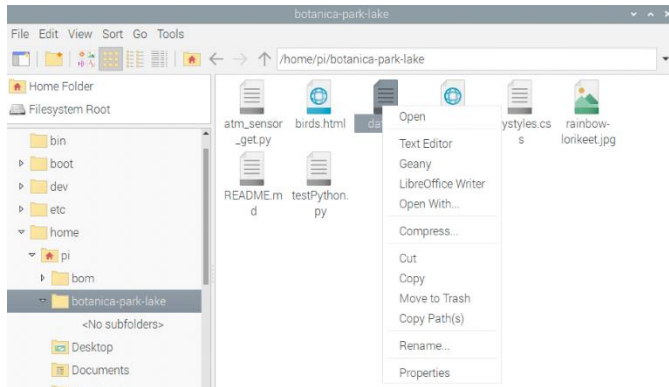 botanica-park-lake
File Edit View Sort Go Tools
/home/pi/botanica-park-lake
Home Folder
Filesystem Root
bin
boot
dev
etc
home
pi
bom
botanica-park-lake
<No subfolders>
Desktop
Documents
atm_sensor
_get.py
birds.html
rainbow-
lorikeet.jpg
README.m
d
testPython.
py
Open
Text Editor
Geany
LibreOffice Writer
Open With...
Compress...
Cut
Copy
Move to Trash
Copy Path(s)
Rename...
Properties